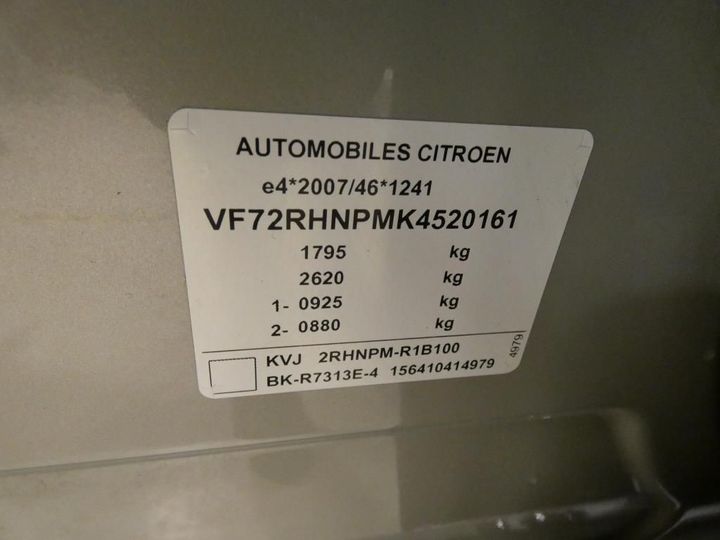 AUTOMOBILES CITROEN
e4*2007/46*1241
VF72RHNPMK4520161
1795 kg
2620 kg
1- 0925 kg
2- 0880 kg
4979
KVJ 2RHNPM-R1B100
BK-R7313E-4 156410414979